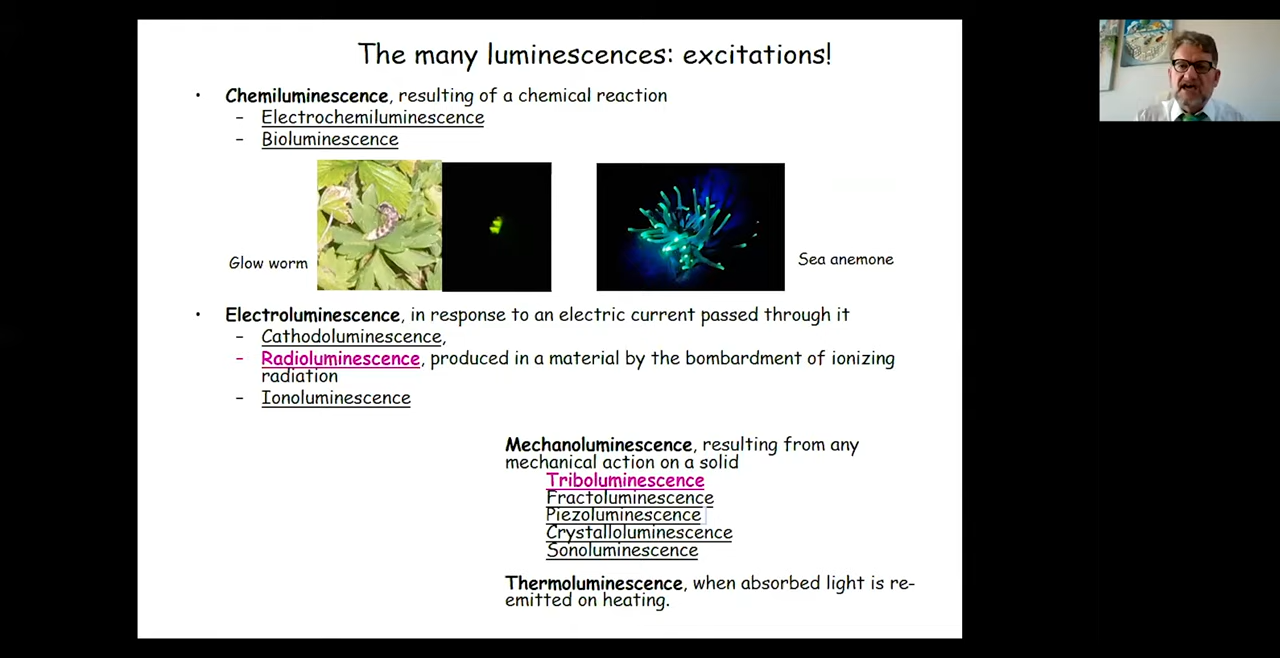 The many luminescences: excitations!
• Chemiluminescence, resulting of a chemical reaction
– Electrochemiluminescence
– Bioluminescence
Glow worm
Sea anemone
• Electroluminescence, in response to an electric current passed through it
– Cathodoluminescence,
– Radioluminescence, produced in a material by the bombardment of ionizing
radiation
– Ionoluminescence
Mechanoluminescence, resulting from any
mechanical action on a solid
Triboluminescence
Fractoluminescence
Piezoluminescence
Crystalloluminescence
Sonoluminescence
Thermoluminescence, when absorbed light is re-
emitted on heating.